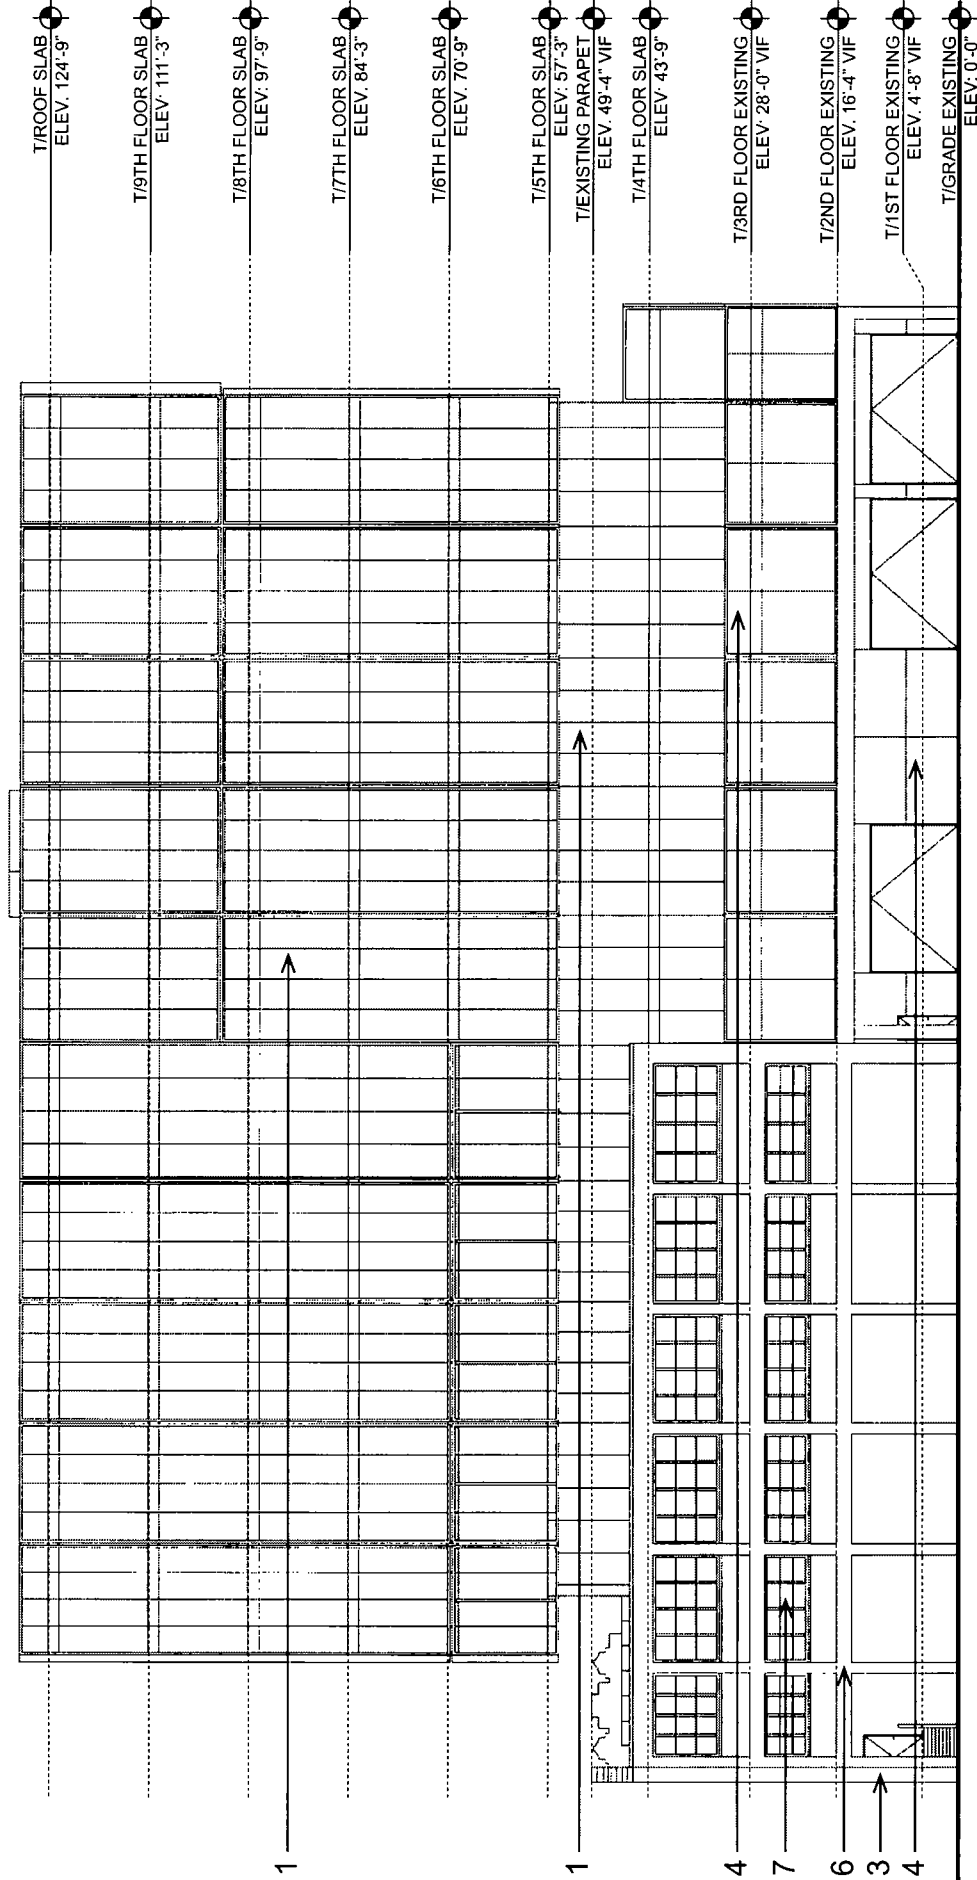 T/ROOF SLAB
ELEV. 124'-9"
T/9TH FLOOR SLAB
ELEV: 111'-3"
T/8TH FLOOR SLAB
ELEV: 97'-9"
T/7TH FLOOR SLAB
ELEV: 84'-3"
T/6TH FLOOR SLAB
ELEV: 70'-9"
T/5TH FLOOR SLAB
ELEV: 57'-3"
T/EXISTING PARAPET
ELEV: 49'-4" VIF
T/4TH FLOOR SLAB
ELEV: 43'-9"
T/3RD FLOOR EXISTING
ELEV: 28'-0" VIF
T/2ND FLOOR EXISTING
ELEV. 16'-4" VIF
T/1ST FLOOR EXISTING
ELEV. 4'-8" VIF
T/GRADE EXISTING
ELEV: 0'-0"
1
1
4
7
6
3
4